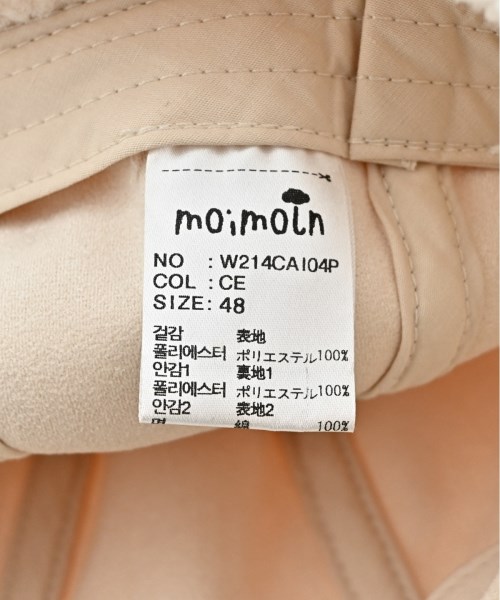 moimoln
NO : W214CAI04P
COL : CE
SIZE: 48
겉감 表地
폴리에스터 ポリエステル100%
안감1 裏地1
폴리에스터 ポリエステル100%
안감2 表地2
면 綿 100%